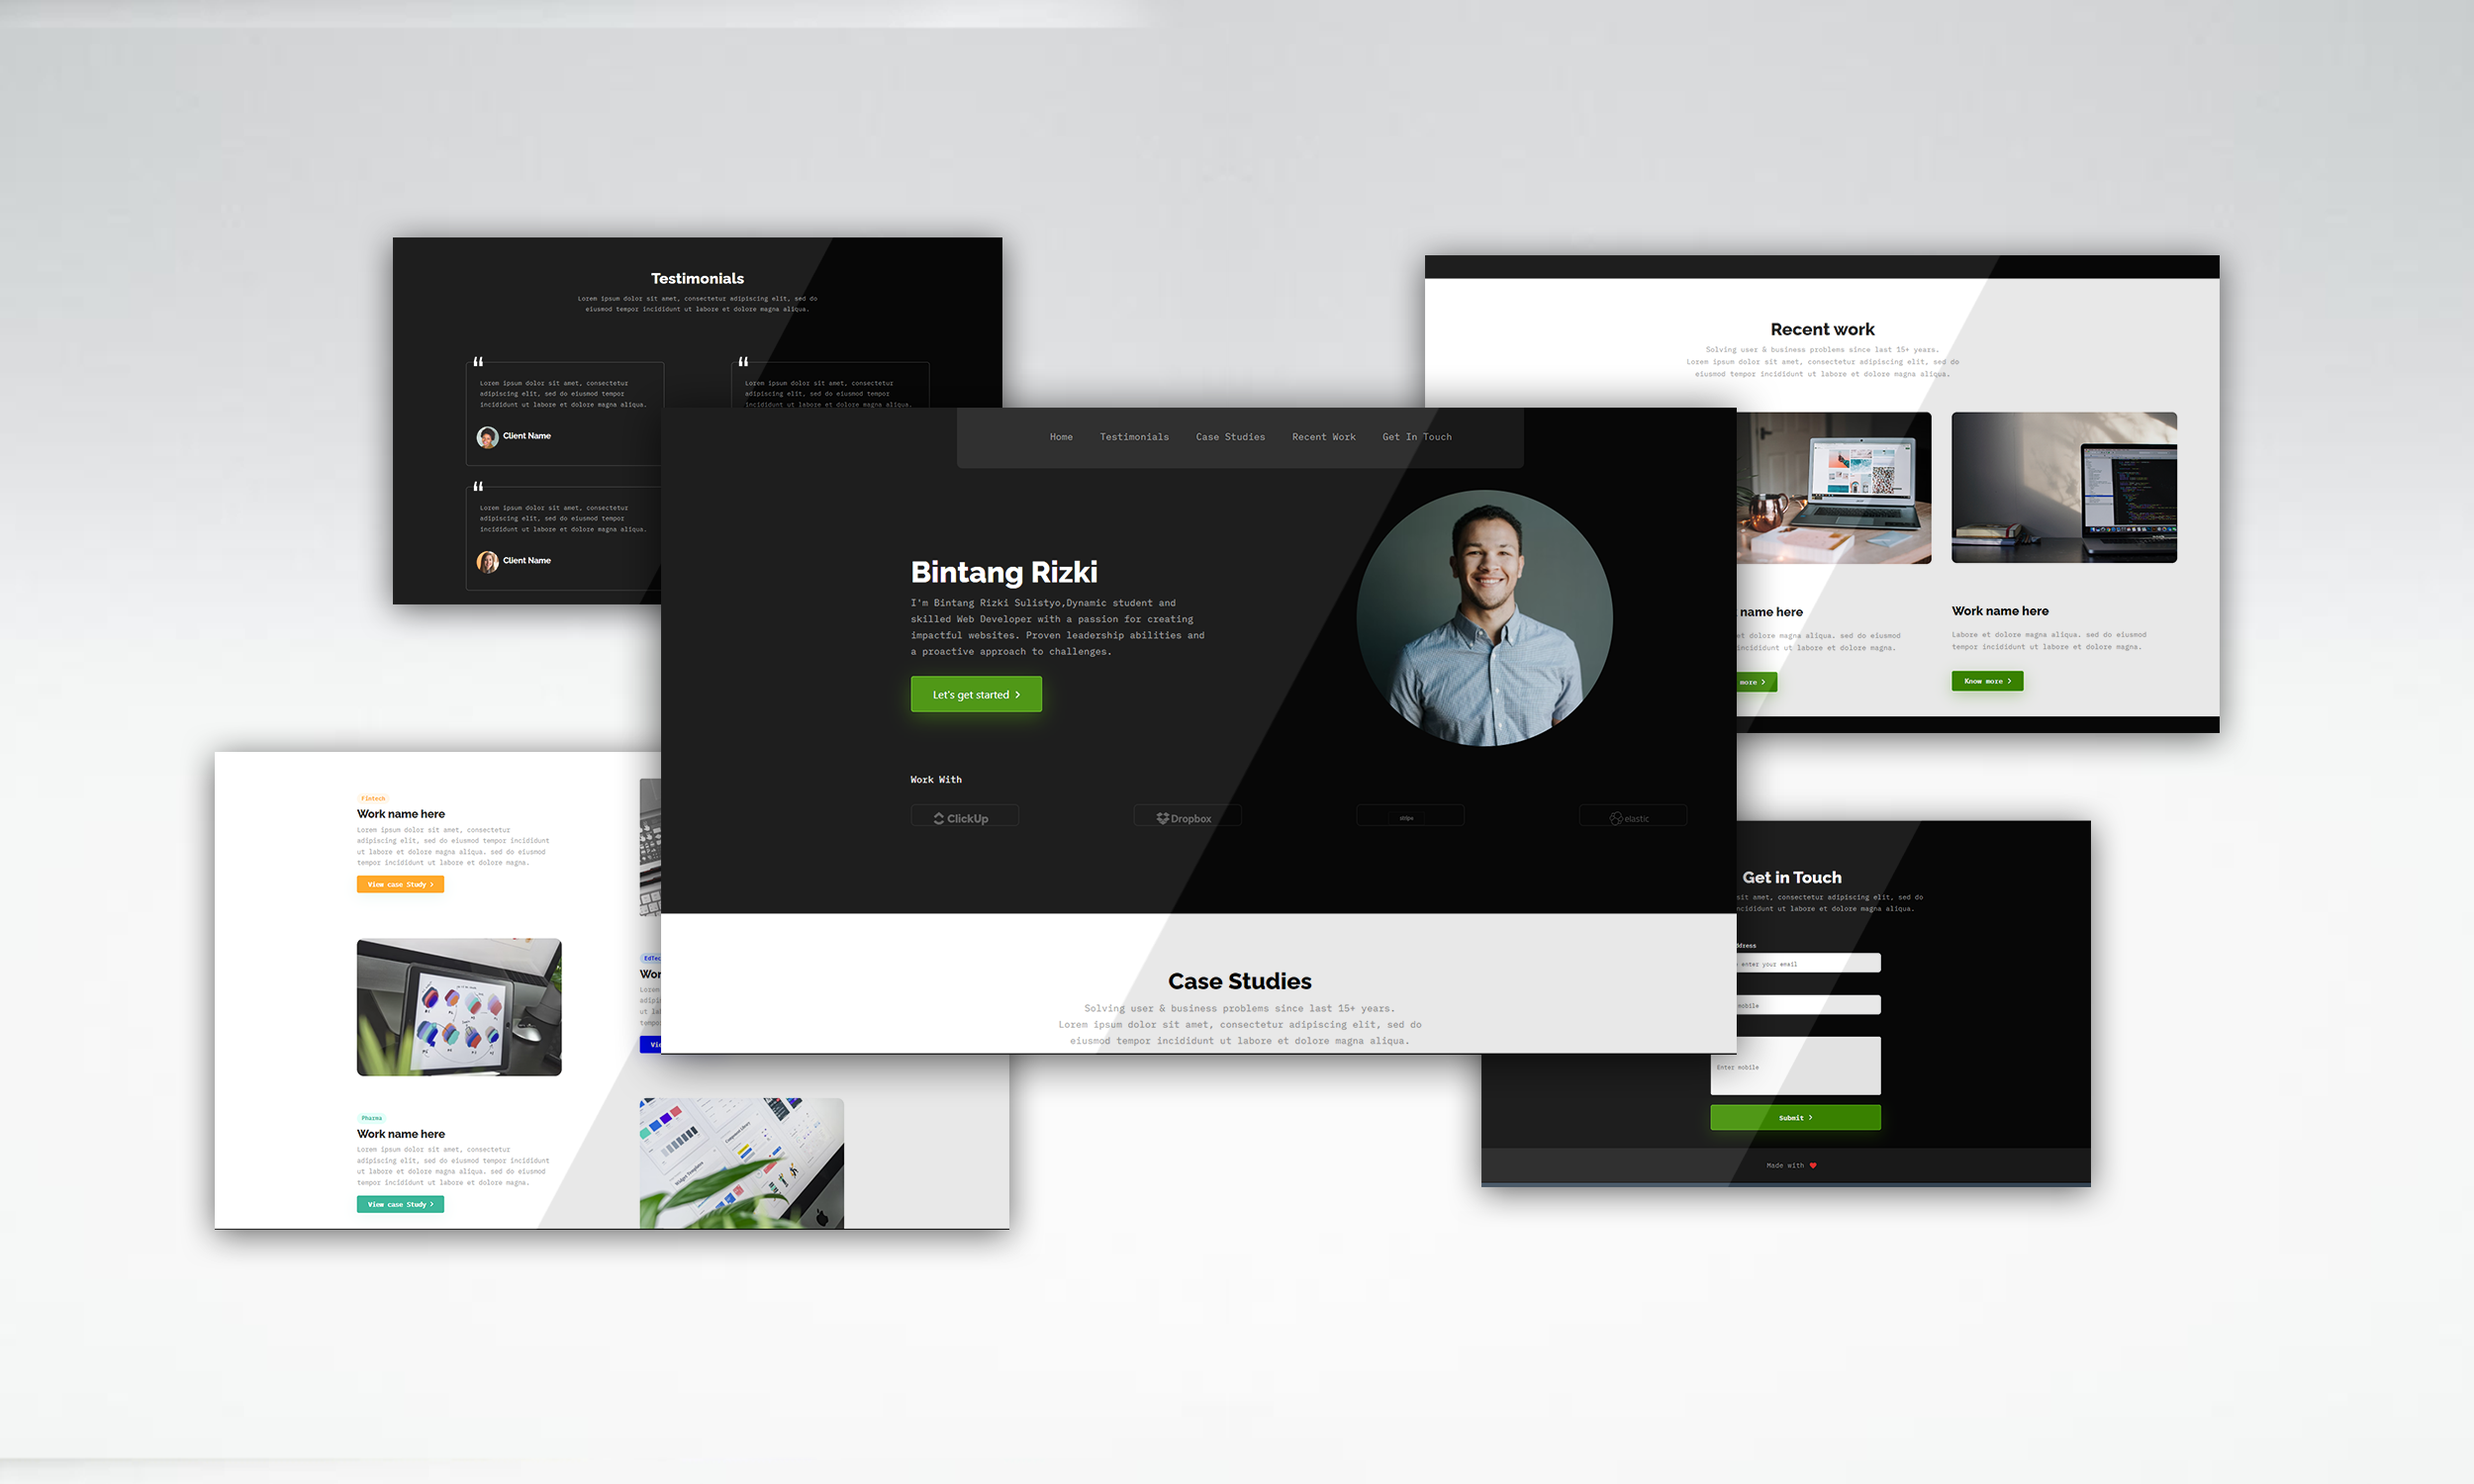 Testimonials
Lorem ipsum dolor sit amet, consectetur adipiscing elit, sed do
eiusmod tempor incididunt ut labore et dolore magna aliqua.
“
Lorem ipsum dolor sit amet, consectetur
adipiscing elit, sed do eiusmod tempor
incididunt ut labore et dolore magna aliqua.
Client Name
“
Lorem ipsum dolor sit amet, consectetur
adipiscing elit, sed do eiusmod tempor
incididunt ut labore et dolore magna aliqua.
“
Lorem ipsum dolor sit amet, consectetur
adipiscing elit, sed do eiusmod tempor
incididunt ut labore et dolore magna aliqua.
Client Name
Recent work
Solving user & business problems since last 15+ years.
Lorem ipsum dolor sit amet, consectetur adipiscing elit, sed do
eiusmod tempor incididunt ut labore et dolore magna aliqua.
name here
et dolore magna aliqua. sed do eiusmod
incididunt ut labore et dolore magna.
more >
Work name here
Labore et dolore magna aliqua. sed do eiusmod
tempor incididunt ut labore et dolore magna.
Know more >
Home Testimonials Case Studies Recent Work Get In Touch
Bintang Rizki
I'm Bintang Rizki Sulistyo,Dynamic student and
skilled Web Developer with a passion for creating
impactful websites. Proven leadership abilities and
a proactive approach to challenges.
Let's get started >
Work With
ClickUp Dropbox stripe elastic
Case Studies
Solving user & business problems since last 15+ years.
Lorem ipsum dolor sit amet, consectetur adipiscing elit, sed do
eiusmod tempor incididunt ut labore et dolore magna aliqua.
Fintech
Work name here
Lorem ipsum dolor sit amet, consectetur
adipiscing elit, sed do eiusmod tempor incididunt
ut labore et dolore magna aliqua. sed do eiusmod
tempor incididunt ut labore et dolore magna.
View case Study >
EdTec
Wor
Lorem
adipi
ut la
tempo
Vi
Pharma
Work name here
Lorem ipsum dolor sit amet, consectetur
adipiscing elit, sed do eiusmod tempor incididunt
ut labore et dolore magna aliqua. sed do eiusmod
tempor incididunt ut labore et dolore magna.
View case Study >
Get in Touch
sit amet, consectetur adipiscing elit, sed do
ncididunt ut labore et dolore magna aliqua.
ddress
enter your email
mobile
Enter mobile
Submit >
Made with